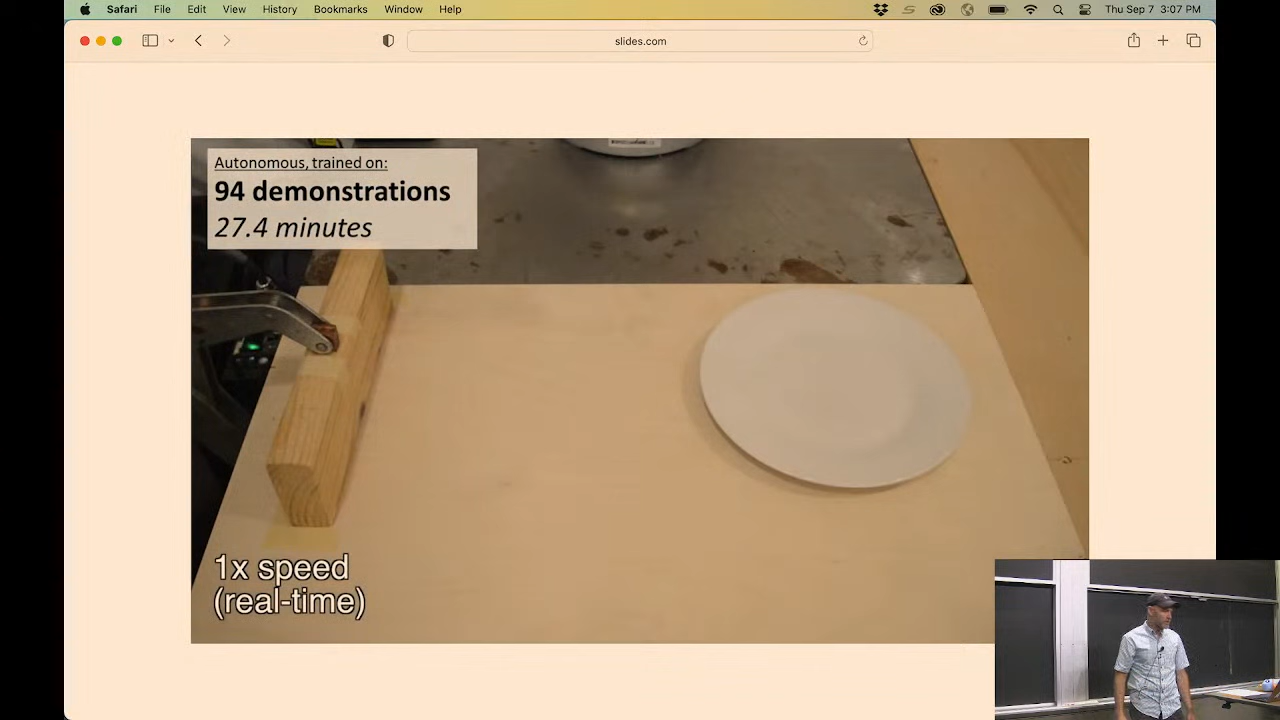 Safari File Edit View History Bookmarks Window Help Thu Sep 7 3:07 PM
slides.com
Autonomous, trained on:
94 demonstrations
27.4 minutes
1x speed
(real-time)